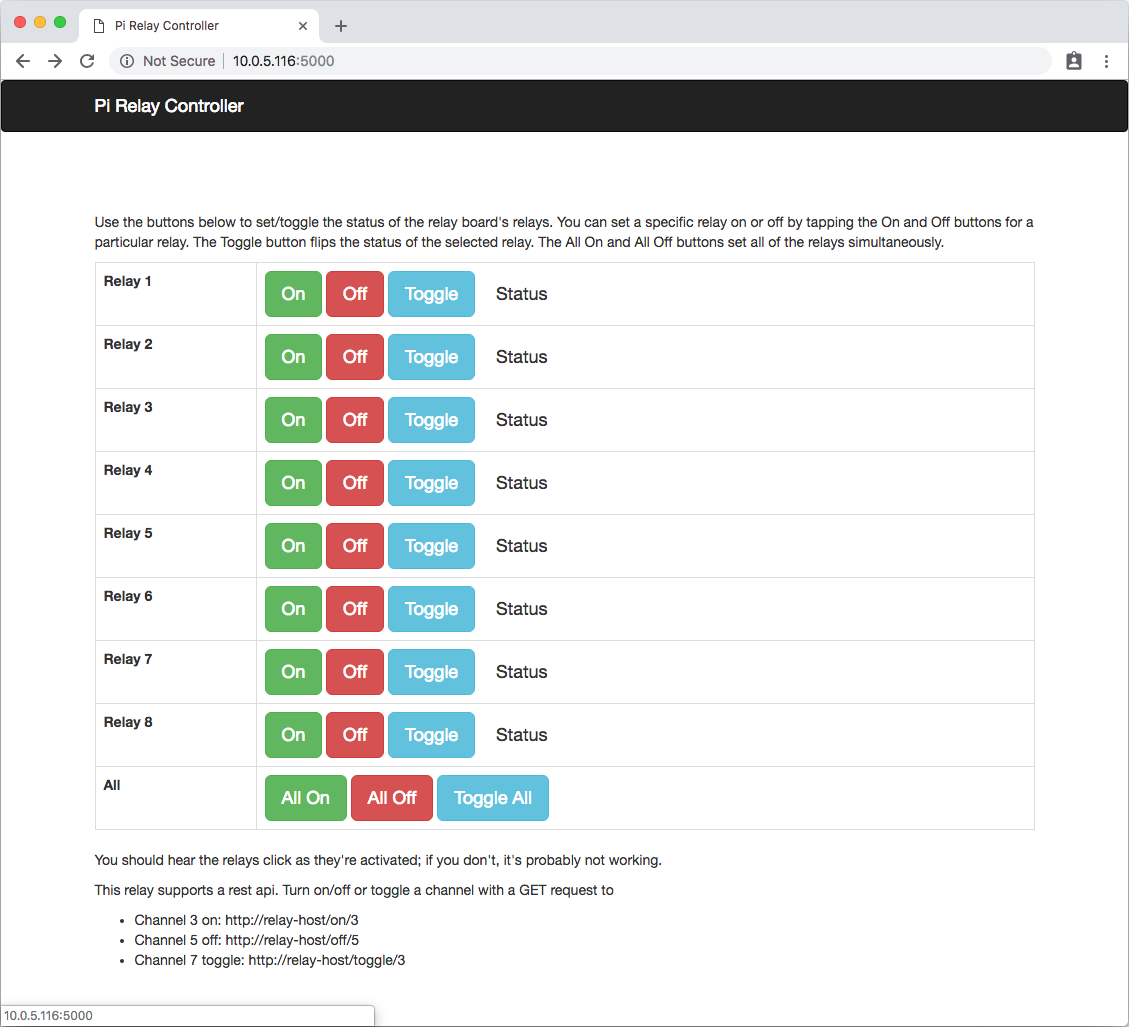 Pi Relay Controller
Not Secure 10.0.5.116:5000
Pi Relay Controller
Use the buttons below to set/toggle the status of the relay board's relays. You can set a specific relay on or off by tapping the On and Off buttons for a
particular relay. The Toggle button flips the status of the selected relay. The All On and All Off buttons set all of the relays simultaneously.
Relay 1 On Off Toggle Status
Relay 2 On Off Toggle Status
Relay 3 On Off Toggle Status
Relay 4 On Off Toggle Status
Relay 5 On Off Toggle Status
Relay 6 On Off Toggle Status
Relay 7 On Off Toggle Status
Relay 8 On Off Toggle Status
All All On All Off Toggle All
You should hear the relays click as they're activated; if you don't, it's probably not working.
This relay supports a rest api. Turn on/off or toggle a channel with a GET request to
• Channel 3 on: http://relay-host/on/3
• Channel 5 off: http://relay-host/off/5
• Channel 7 toggle: http://relay-host/toggle/3
10.0.5.116:5000